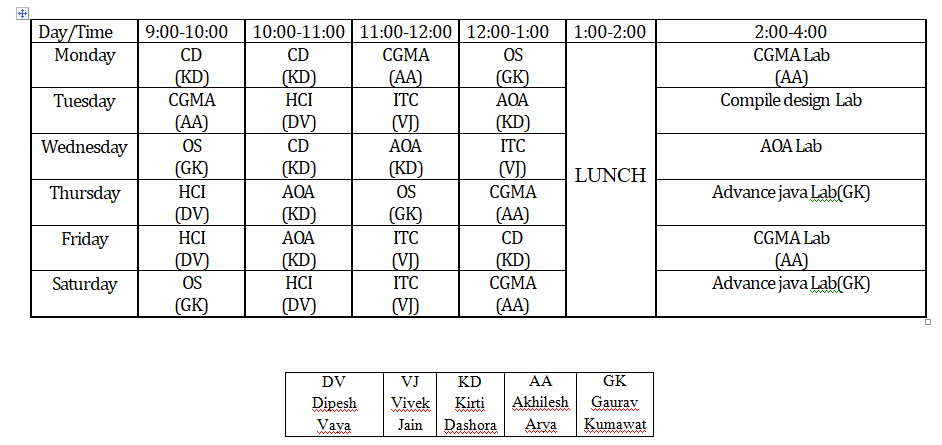 Day/Time 9:00-10:00 10:00-11:00 11:00-12:00 12:00-1:00 1:00-2:00 2:00-4:00
Monday CD CD CGMA OS CGMA Lab
(KD) (KD) (AA) (GK) (AA)
Tuesday CGMA HCI ITC AOA Compile design Lab
(AA) (DV) (VJ) (KD)
Wednesday OS CD AOA ITC AOA Lab
(GK) (KD) (KD) (VJ)
LUNCH
Thursday HCI AOA OS CGMA Advance java Lab(GK)
(DV) (KD) (GK) (AA)
Friday HCI AOA ITC CD CGMA Lab
(DV) (KD) (VJ) (KD) (AA)
Saturday OS HCI ITC CGMA Advance java Lab(GK)
(GK) (DV) (VJ) (AA)
DV VJ KD AA GK
Dipesh Vivek Kirti Akhilesh Gaurav
Vaya Jain Dashora Arya Kumawat